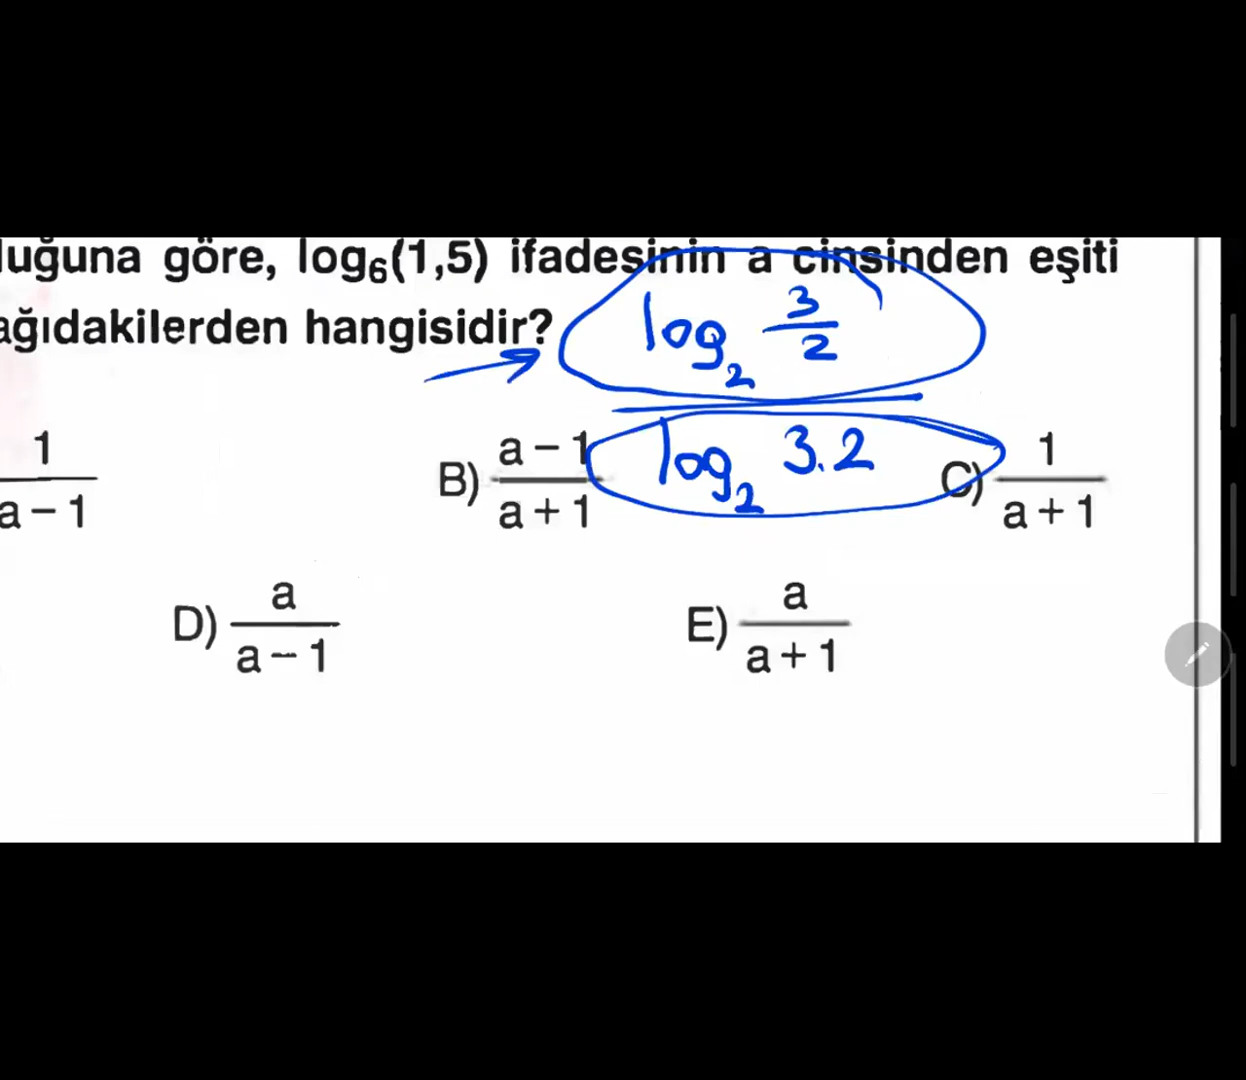 luğuna göre, log₆(1,5) ifadesinin a cinsinden eşiti
ağıdakilerden hangisidir?
log₂ 3/2
log₂ 3.2
1/(a – 1)
B) (a – 1)/(a + 1)
C) 1/(a + 1)
D) a/(a – 1)
E) a/(a + 1)